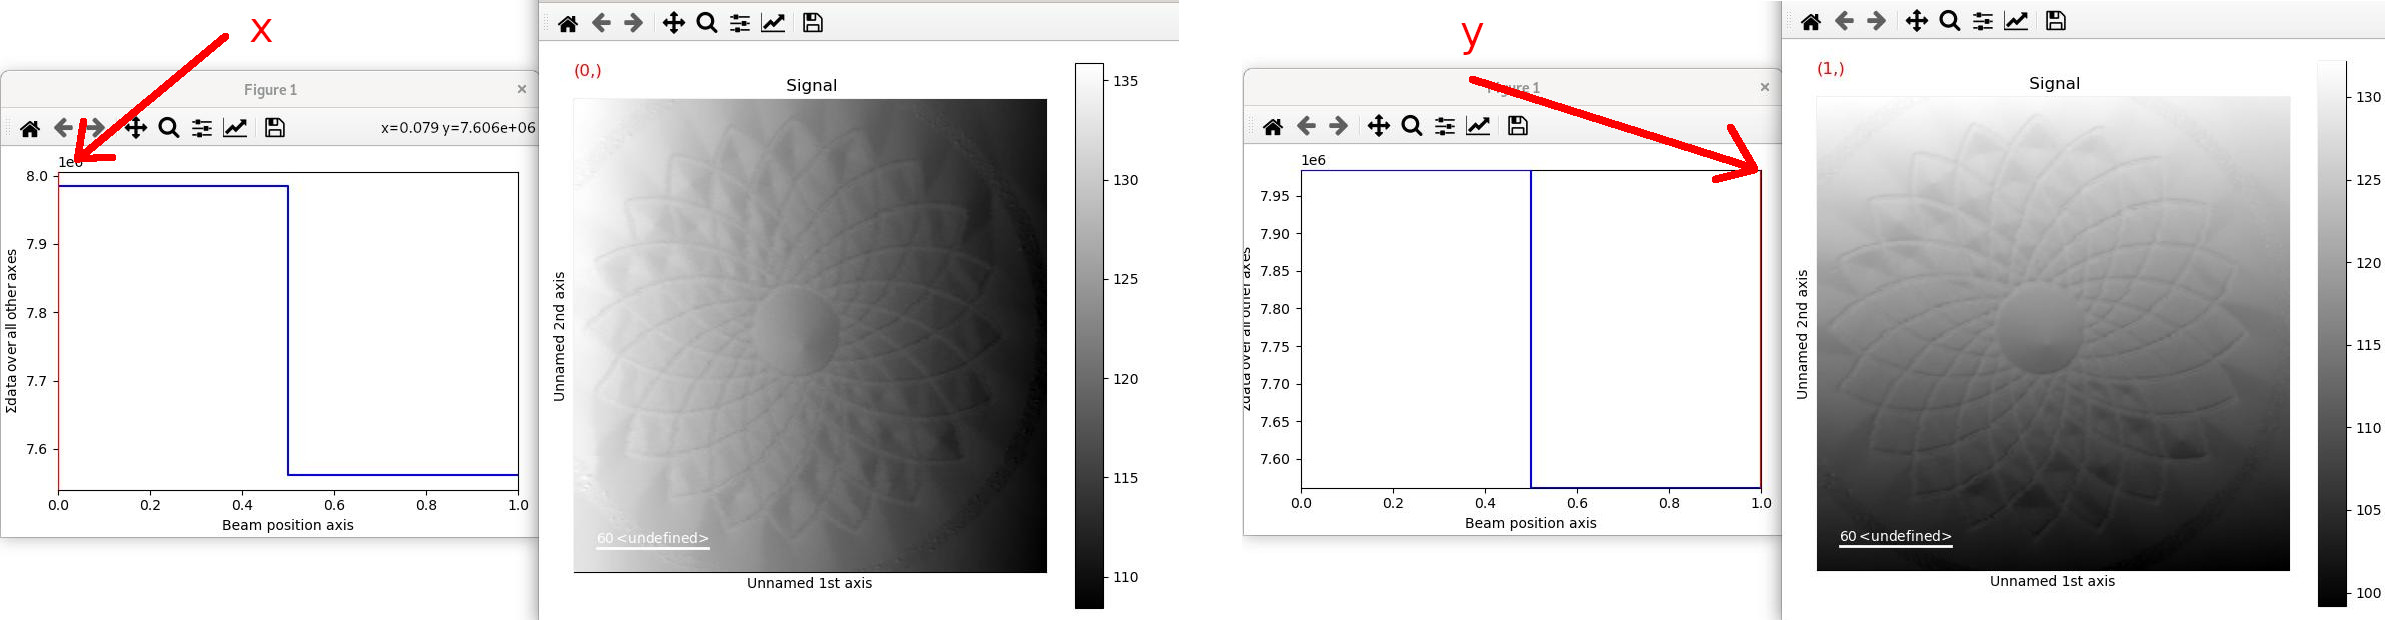 x
Figure 1
×
x=0.079 y=7.606e+06
8.0
7.9
7.8
7.7
7.6
Σdata over all other axes
0.0 0.2 0.4 0.6 0.8 1.0
Beam position axis
(0,)
Signal
Unnamed 2nd axis
60 <undefined>
Unnamed 1st axis
135
130
125
120
115
110
y
Figure 1
×
1e6
7.95
7.90
7.85
7.80
7.75
7.70
7.65
7.60
Σdata over all other axes
0.0 0.2 0.4 0.6 0.8 1.0
Beam position axis
(1,)
Signal
Unnamed 2nd axis
60 <undefined>
Unnamed 1st axis
130
125
120
115
110
105
100